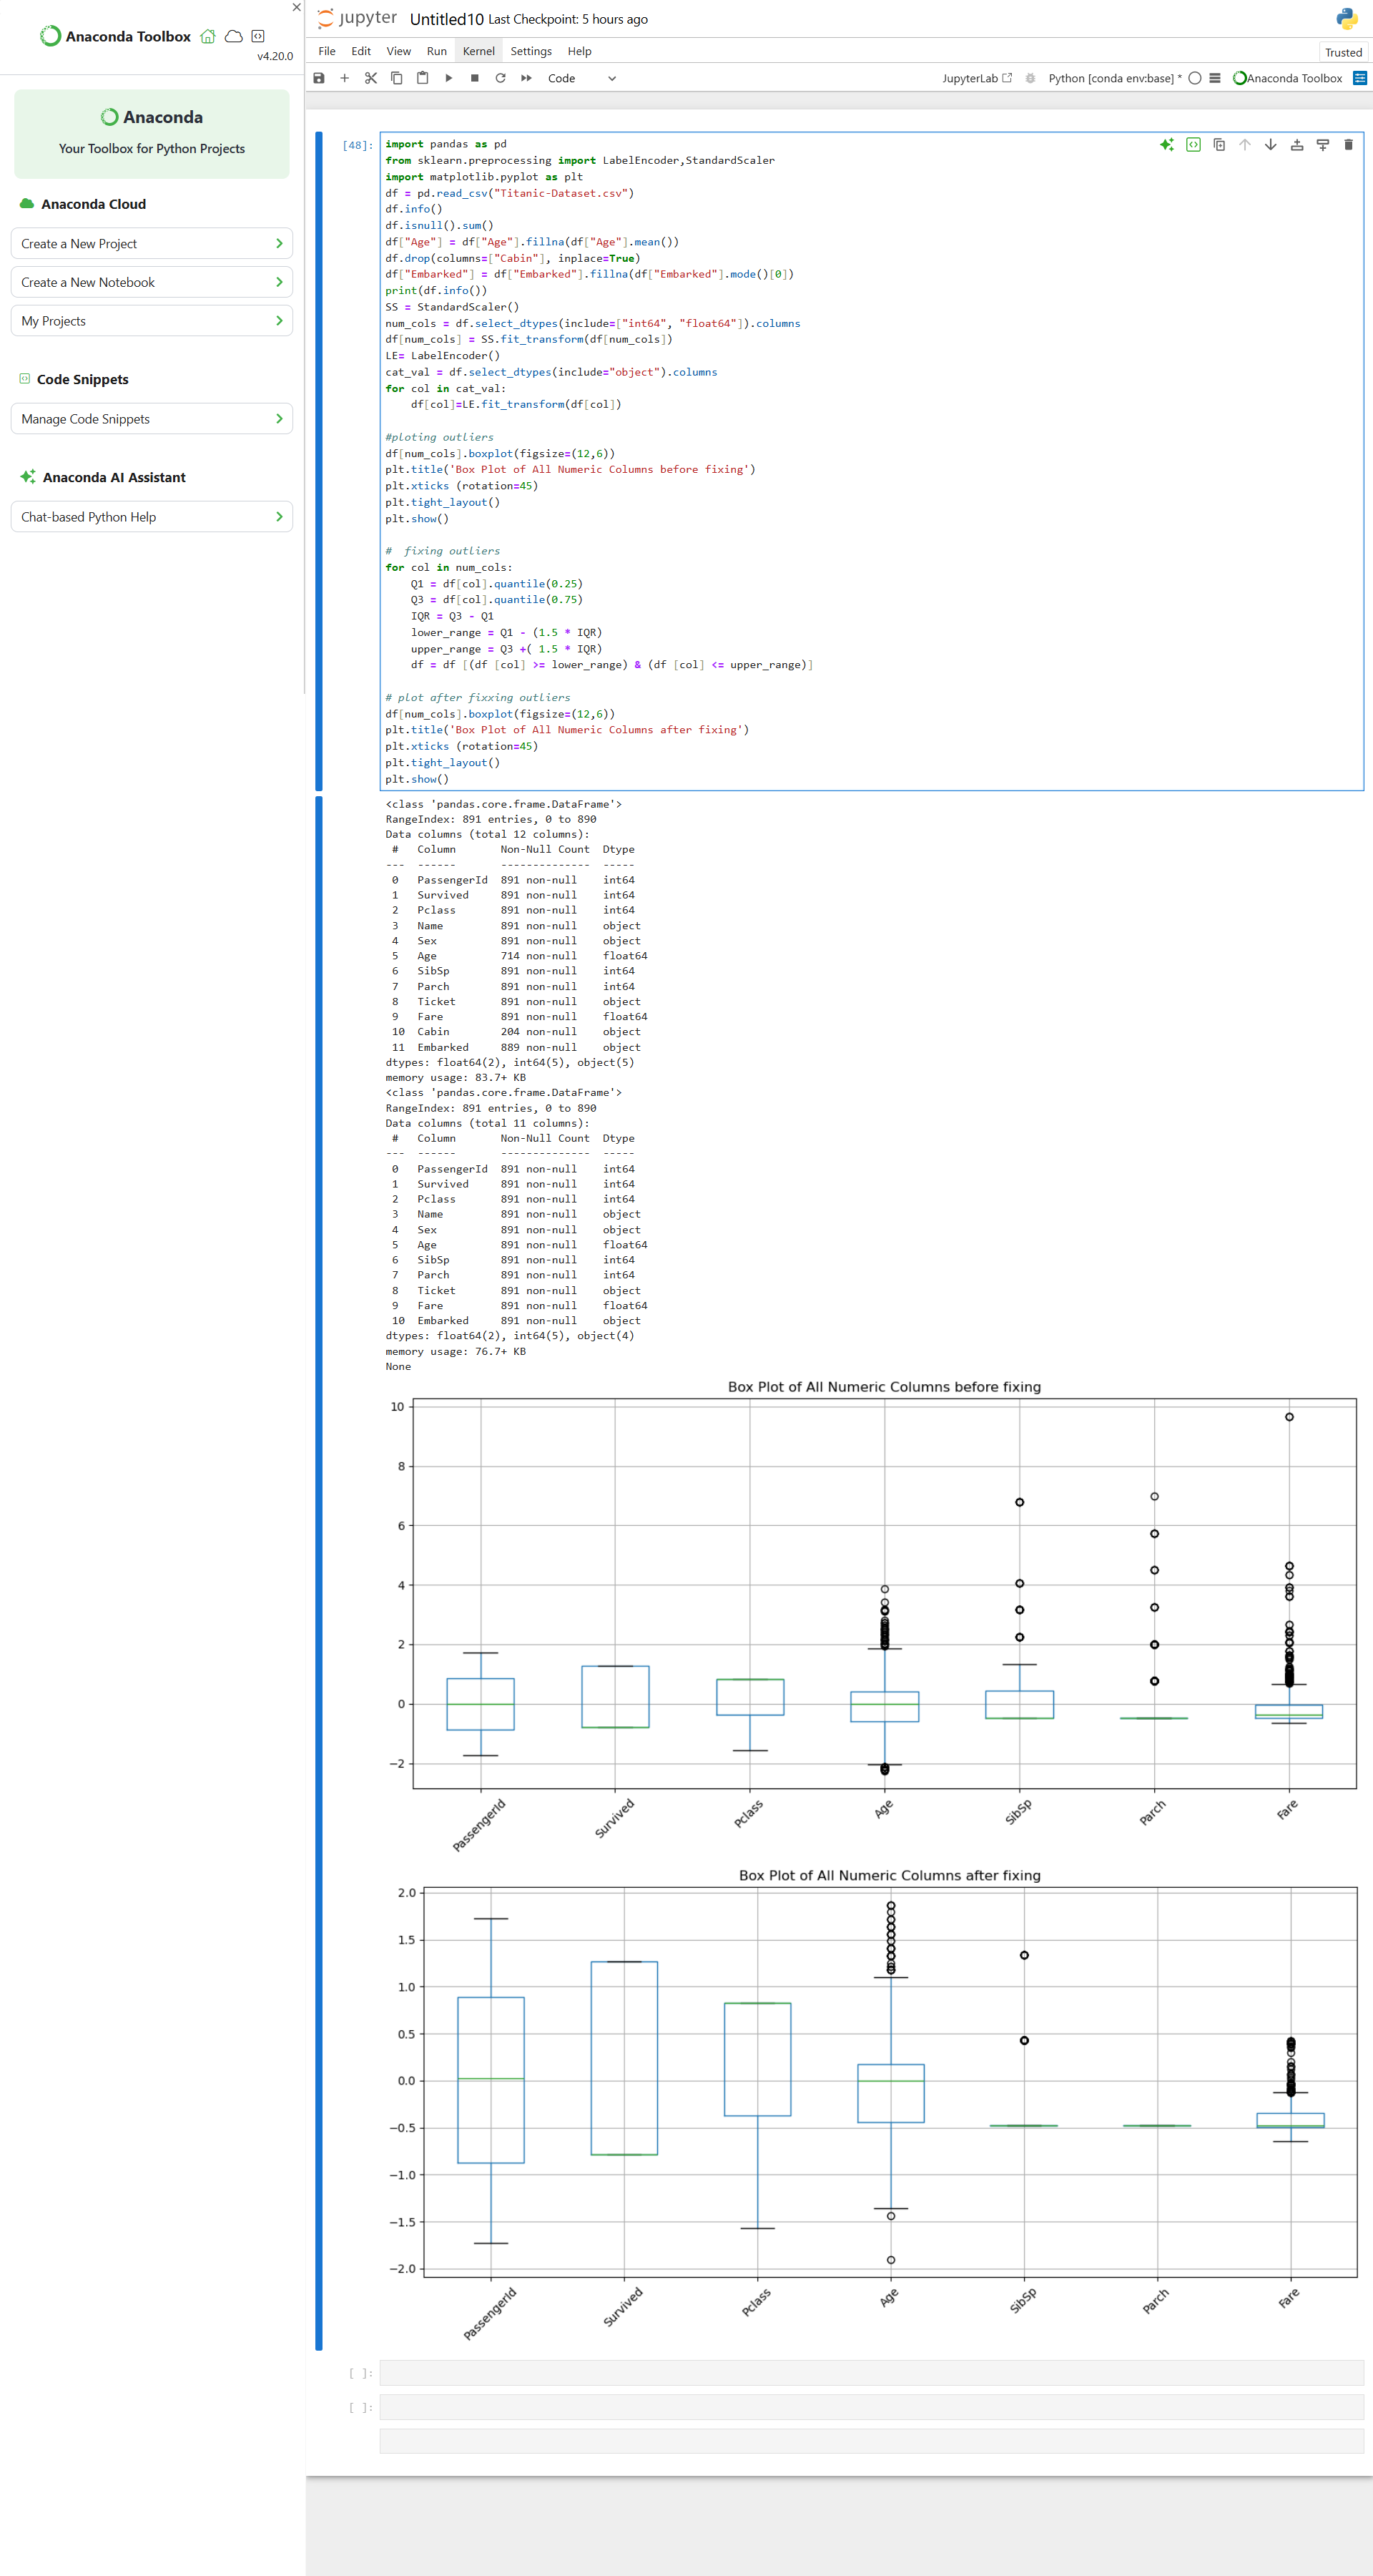 Anaconda Toolbox
v4.20.0
Anaconda
Your Toolbox for Python Projects
Anaconda Cloud
Create a New Project
Create a New Notebook
My Projects
Code Snippets
Manage Code Snippets
Anaconda AI Assistant
Chat-based Python Help
jupyter Untitled10 Last Checkpoint: 5 hours ago
File Edit View Run Kernel Settings Help
Trusted
Code
JupyterLab Python [conda env:base] * Anaconda Toolbox
[48]:
import pandas as pd
from sklearn.preprocessing import LabelEncoder,StandardScaler
import matplotlib.pyplot as plt
df = pd.read_csv("Titanic-Dataset.csv")
df.info()
df.isnull().sum()
df["Age"] = df["Age"].fillna(df["Age"].mean())
df.drop(columns=["Cabin"], inplace=True)
df["Embarked"] = df["Embarked"].fillna(df["Embarked"].mode()[0])
print(df.info())
SS = StandardScaler()
num_cols = df.select_dtypes(include=["int64", "float64"]).columns
df[num_cols] = SS.fit_transform(df[num_cols])
LE= LabelEncoder()
cat_val = df.select_dtypes(include="object").columns
for col in cat_val:
    df[col]=LE.fit_transform(df[col])
#ploting outliers
df[num_cols].boxplot(figsize=(12,6))
plt.title('Box Plot of All Numeric Columns before fixing')
plt.xticks (rotation=45)
plt.tight_layout()
plt.show()
#  fixing outliers
for col in num_cols:
    Q1 = df[col].quantile(0.25)
    Q3 = df[col].quantile(0.75)
    IQR = Q3 - Q1
    lower_range = Q1 - (1.5 * IQR)
    upper_range = Q3 +( 1.5 * IQR)
    df = df [(df [col] >= lower_range) & (df [col] <= upper_range)]
# plot after fixxing outliers
df[num_cols].boxplot(figsize=(12,6))
plt.title('Box Plot of All Numeric Columns after fixing')
plt.xticks (rotation=45)
plt.tight_layout()
plt.show()
<class 'pandas.core.frame.DataFrame'>
RangeIndex: 891 entries, 0 to 890
Data columns (total 12 columns):
 #   Column       Non-Null Count  Dtype
---  ------       --------------  -----
 0   PassengerId  891 non-null    int64
 1   Survived     891 non-null    int64
 2   Pclass       891 non-null    int64
 3   Name         891 non-null    object
 4   Sex          891 non-null    object
 5   Age          714 non-null    float64
 6   SibSp        891 non-null    int64
 7   Parch        891 non-null    int64
 8   Ticket       891 non-null    object
 9   Fare         891 non-null    float64
 10  Cabin        204 non-null    object
 11  Embarked     889 non-null    object
dtypes: float64(2), int64(5), object(5)
memory usage: 83.7+ KB
<class 'pandas.core.frame.DataFrame'>
RangeIndex: 891 entries, 0 to 890
Data columns (total 11 columns):
 #   Column       Non-Null Count  Dtype
---  ------       --------------  -----
 0   PassengerId  891 non-null    int64
 1   Survived     891 non-null    int64
 2   Pclass       891 non-null    int64
 3   Name         891 non-null    object
 4   Sex          891 non-null    object
 5   Age          891 non-null    float64
 6   SibSp        891 non-null    int64
 7   Parch        891 non-null    int64
 8   Ticket       891 non-null    object
 9   Fare         891 non-null    float64
 10  Embarked     891 non-null    object
dtypes: float64(2), int64(5), object(4)
memory usage: 76.7+ KB
None
Box Plot of All Numeric Columns before fixing
10
8
6
4
2
0
−2
PassengerId Survived Pclass Age SibSp Parch Fare
Box Plot of All Numeric Columns after fixing
2.0
1.5
1.0
0.5
0.0
−0.5
−1.0
−1.5
−2.0
PassengerId Survived Pclass Age SibSp Parch Fare
[ ]:
[ ]: